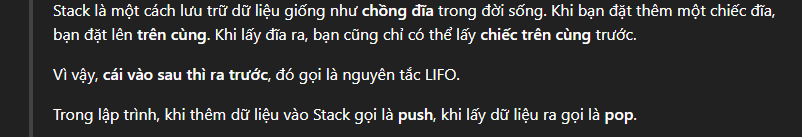 Stack là một cách lưu trữ dữ liệu giống như chồng đĩa trong đời sống. Khi bạn đặt thêm một chiếc đĩa,
bạn đặt lên trên cùng. Khi lấy đĩa ra, bạn cũng chỉ có thể lấy chiếc trên cùng trước.
Vì vậy, cái vào sau thì ra trước, đó gọi là nguyên tắc LIFO.
Trong lập trình, khi thêm dữ liệu vào Stack gọi là push, khi lấy dữ liệu ra gọi là pop.